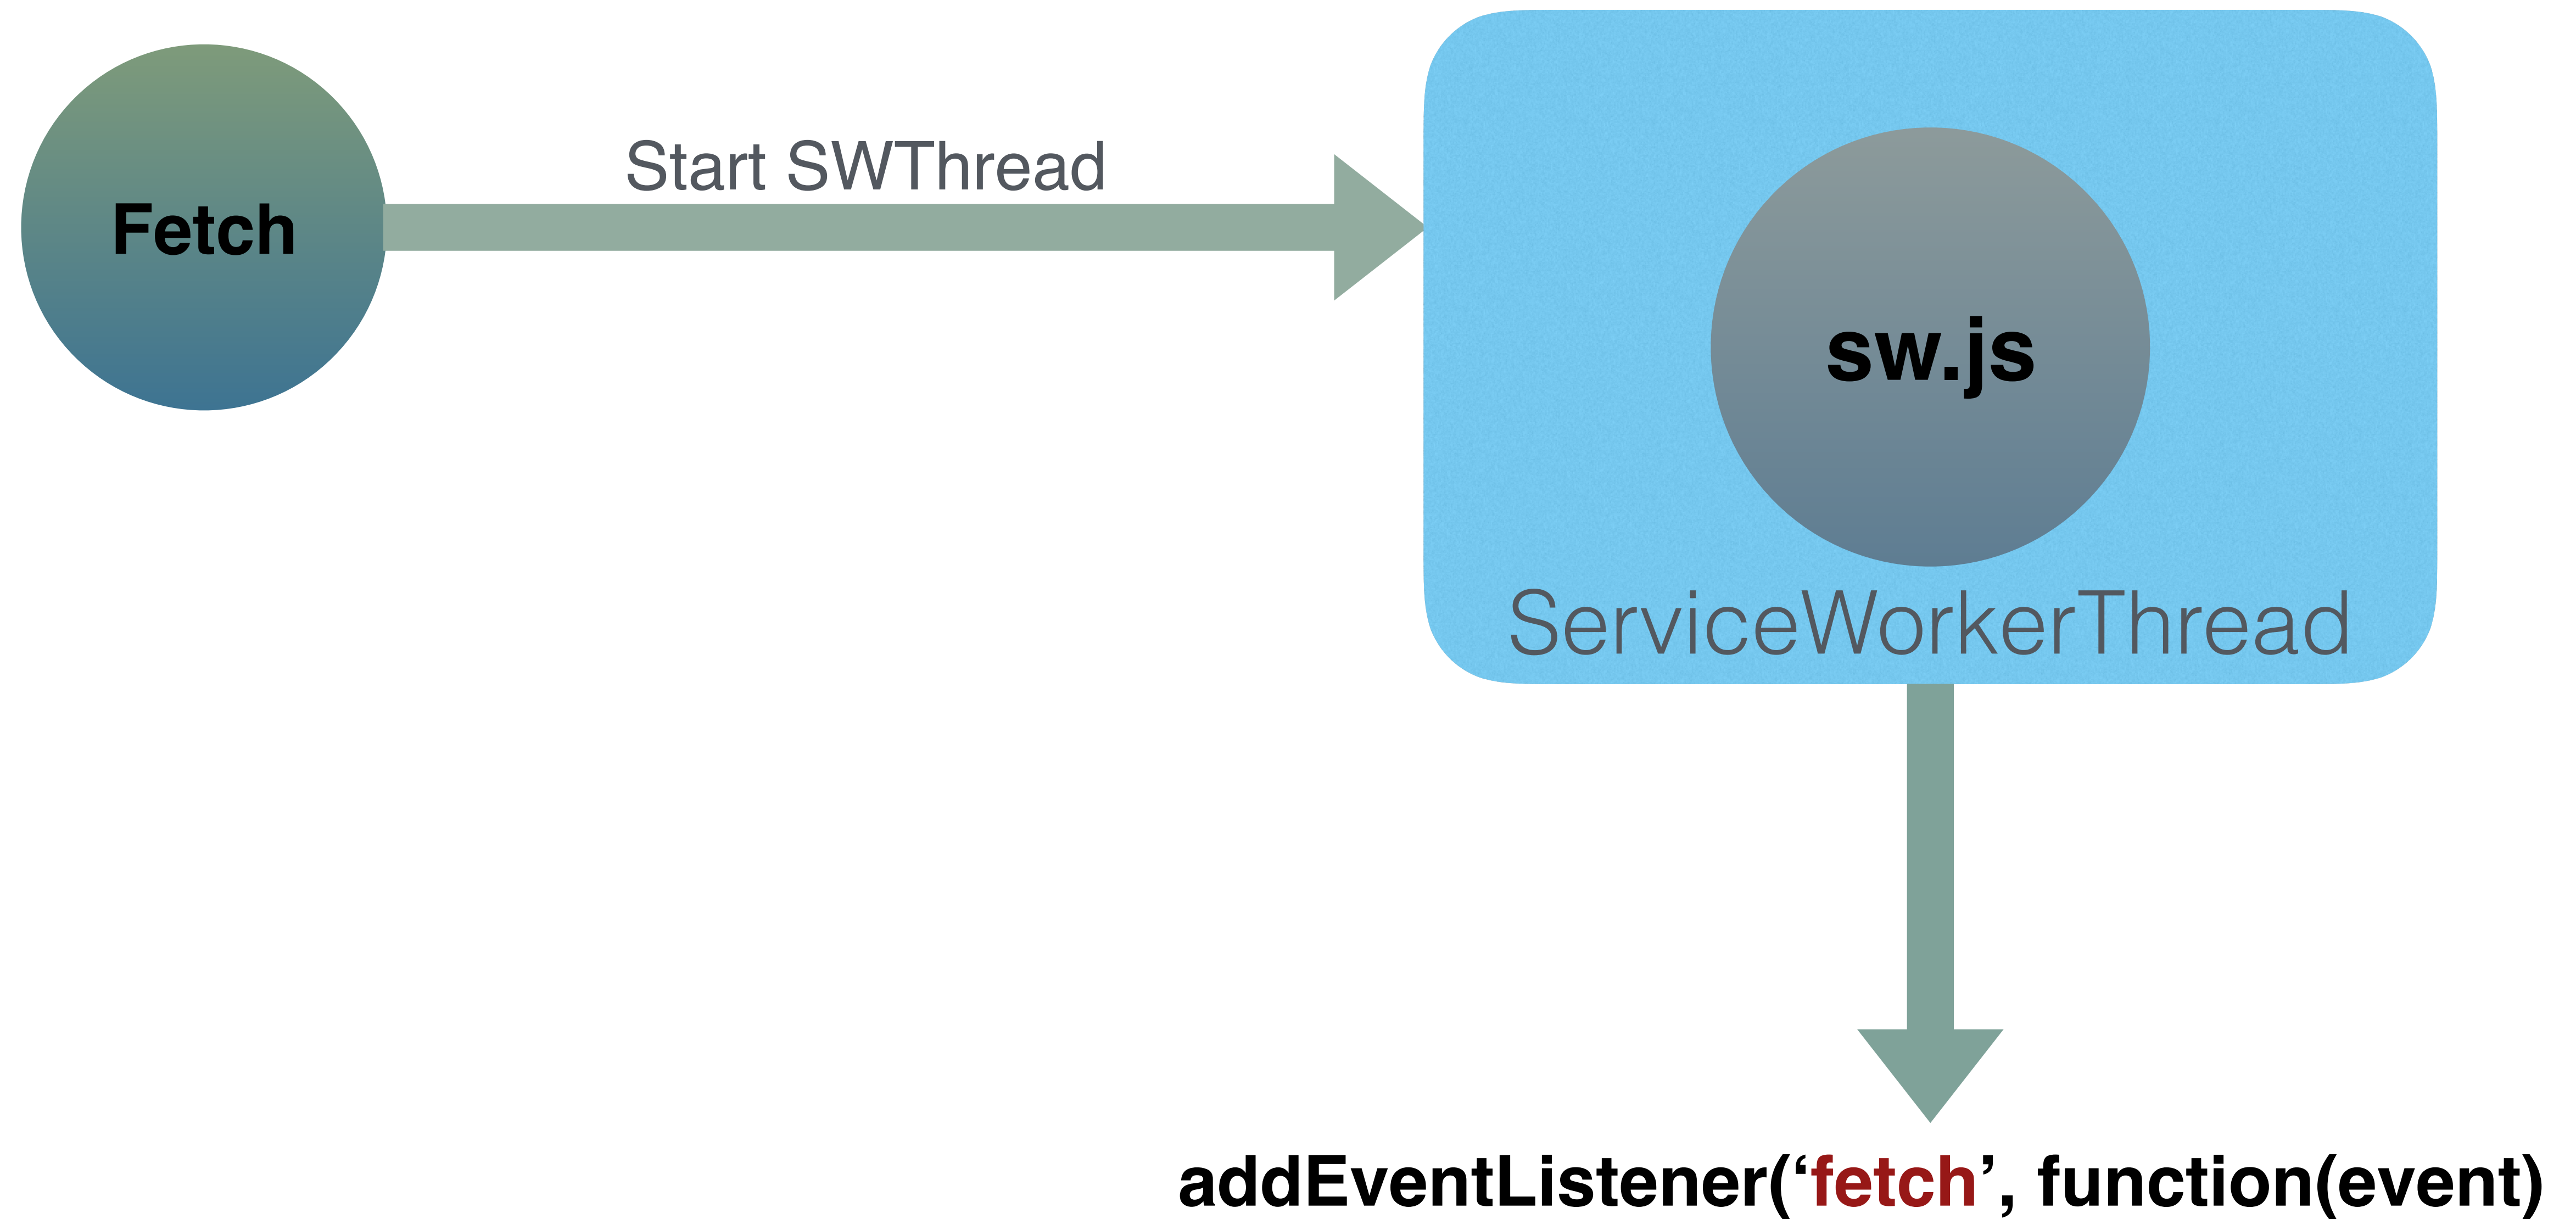 Start SWThread
Fetch
sw.js
ServiceWorkerThread
addEventListener(‘fetch’, function(event)